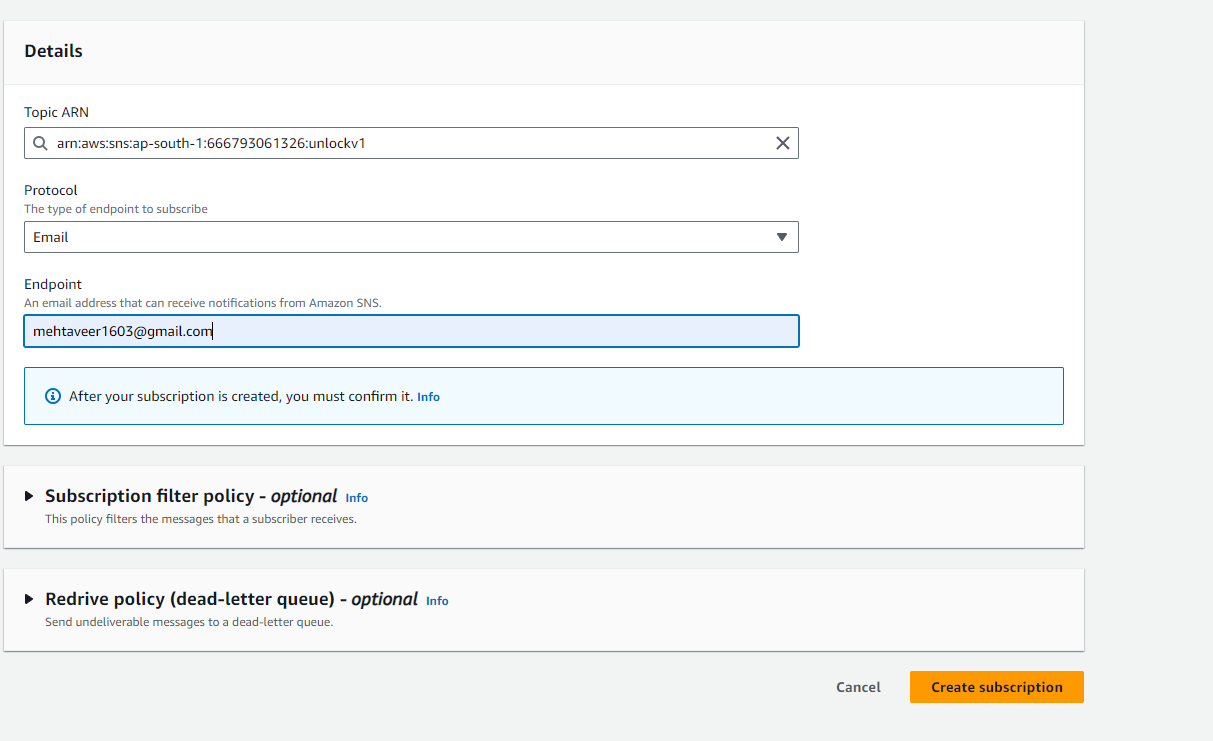 Details
Topic ARN
arn:aws:sns:ap-south-1:666793061326:unlockv1
Protocol
The type of endpoint to subscribe
Email
Endpoint
An email address that can receive notifications from Amazon SNS.
mehtaveer1603@gmail.com
After your subscription is created, you must confirm it. Info
Subscription filter policy - optional Info
This policy filters the messages that a subscriber receives.
Redrive policy (dead-letter queue) - optional Info
Send undeliverable messages to a dead-letter queue.
Cancel Create subscription